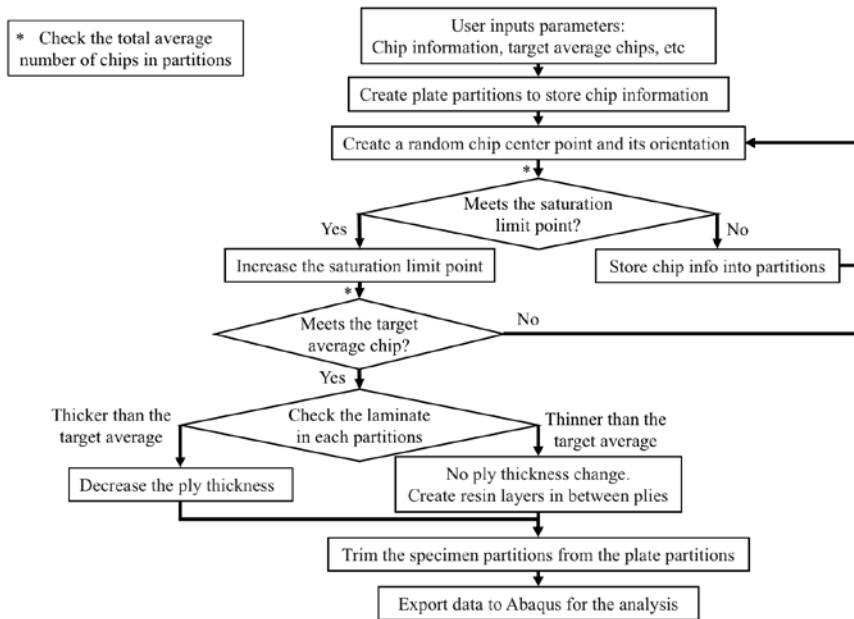 * Check the total average
number of chips in partitions
User inputs parameters:
Chip information, target average chips, etc
Create plate partitions to store chip information
Create a random chip center point and its orientation
*
Meets the saturation
limit point?
Yes
No
Increase the saturation limit point
Store chip info into partitions
*
Meets the target
average chip?
No
Yes
Check the laminate
in each partitions
Thicker than the
target average
Thinner than the
target average
Decrease the ply thickness
No ply thickness change.
Create resin layers in between plies
Trim the specimen partitions from the plate partitions
Export data to Abaqus for the analysis